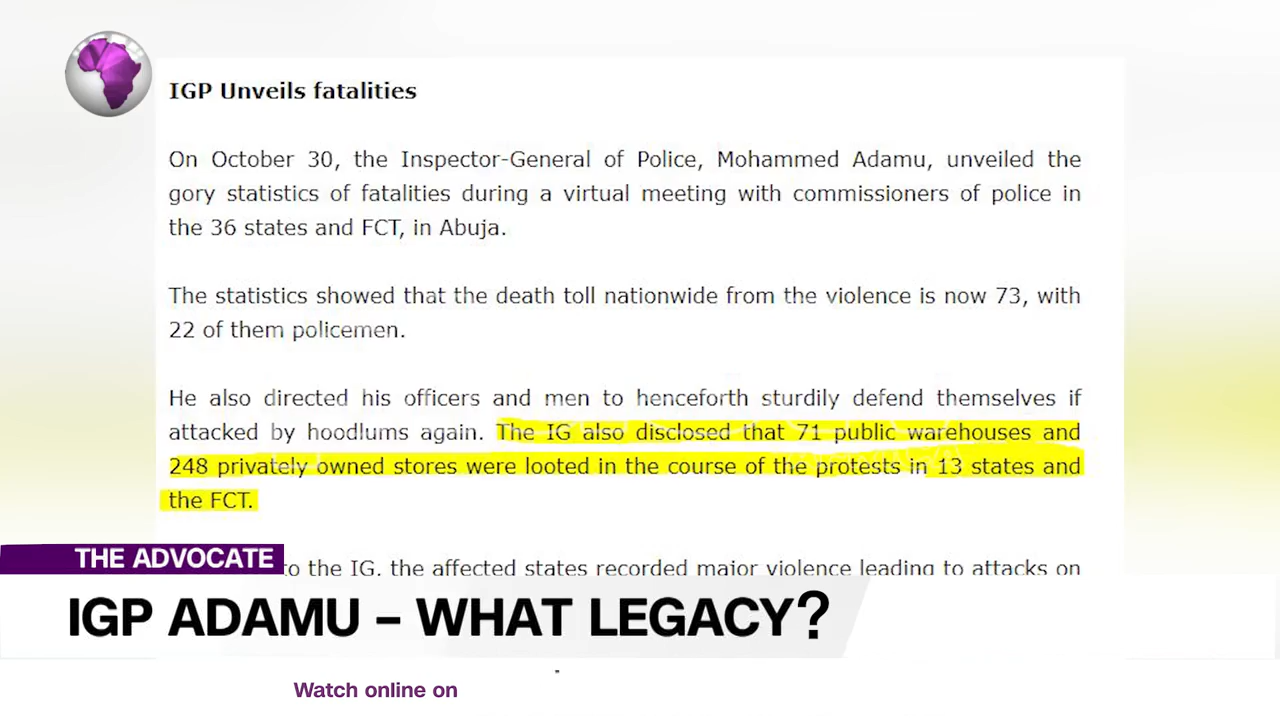 IGP Unveils fatalities
On October 30, the Inspector-General of Police, Mohammed Adamu, unveiled the
gory statistics of fatalities during a virtual meeting with commissioners of police in
the 36 states and FCT, in Abuja.
The statistics showed that the death toll nationwide from the violence is now 73, with
22 of them policemen.
He also directed his officers and men to henceforth sturdily defend themselves if
attacked by hoodlums again. The IG also disclosed that 71 public warehouses and
248 privately owned stores were looted in the course of the protests in 13 states and
the FCT.
to the IG, the affected states recorded major violence leading to attacks on
THE ADVOCATE
IGP ADAMU – WHAT LEGACY?
Watch online on